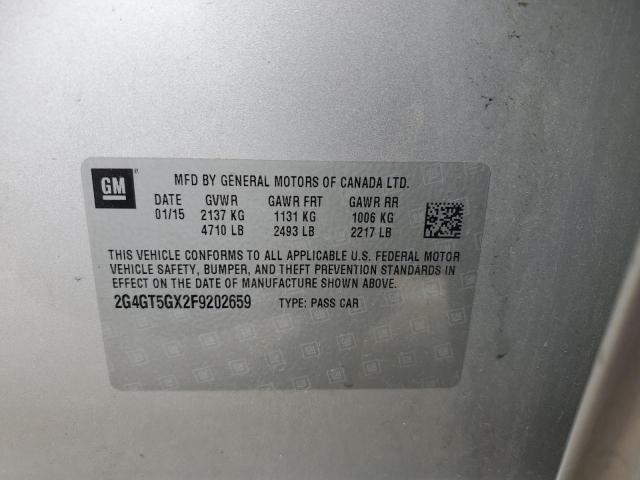 GM
MFD BY GENERAL MOTORS OF CANADA LTD.
DATE GVWR GAWR FRT GAWR RR
01/15 2137 KG 1131 KG 1006 KG
4710 LB 2493 LB 2217 LB
THIS VEHICLE CONFORMS TO ALL APPLICABLE U.S. FEDERAL MOTOR
VEHICLE SAFETY, BUMPER, AND THEFT PREVENTION STANDARDS IN
EFFECT ON THE DATE OF MANUFACTURE SHOWN ABOVE.
2G4GT5GX2F9202659 TYPE: PASS CAR